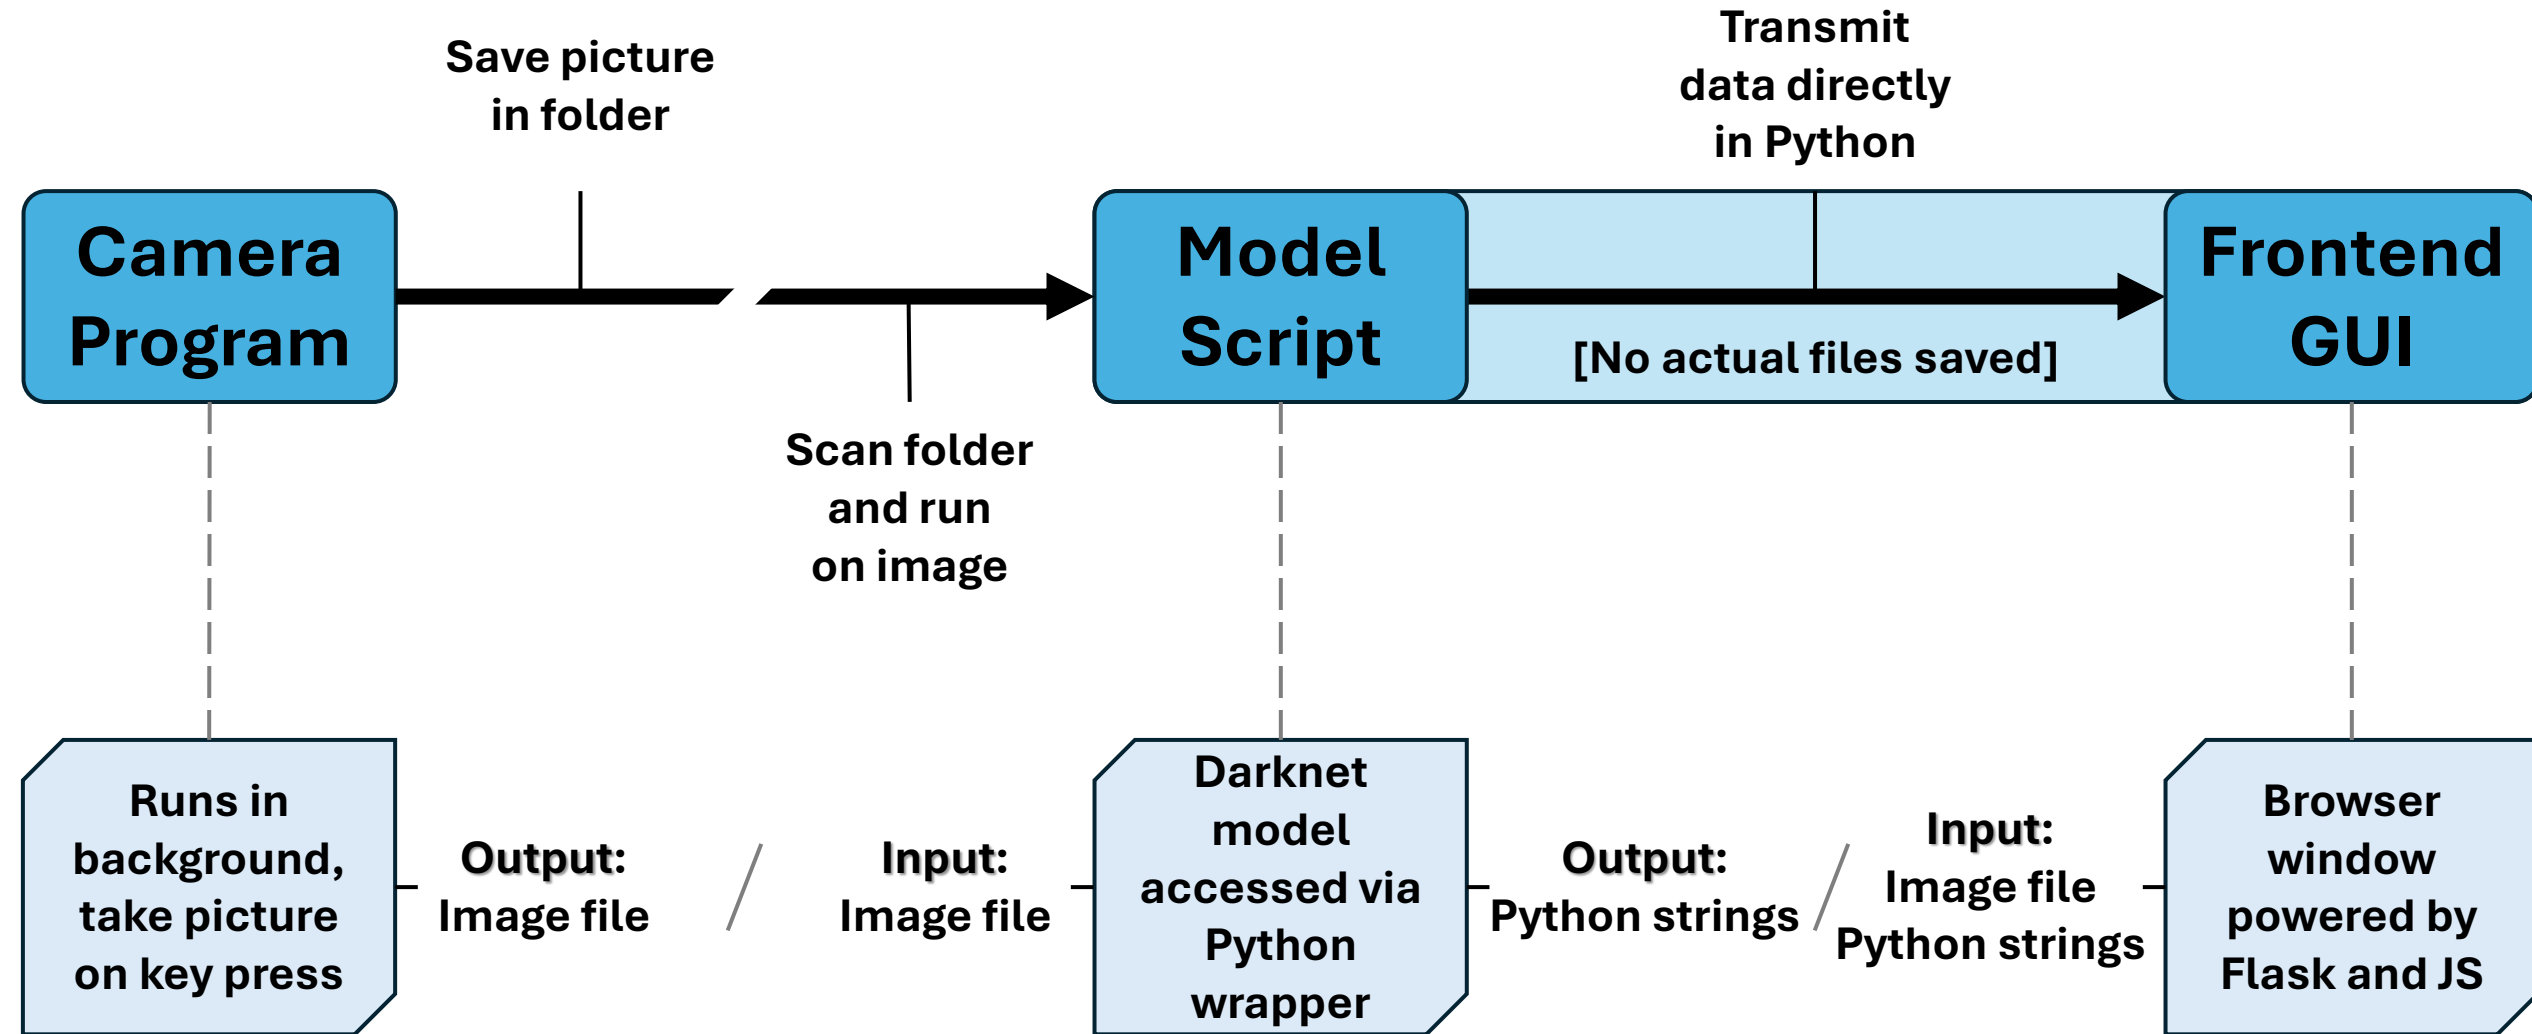 Save picture
in folder
Transmit
data directly
in Python
Camera
Program
Model
Script
[No actual files saved]
Frontend
GUI
Scan folder
and run
on image
Runs in
background,
take picture
on key press
Output:
Image file
Input:
Image file
Darknet
model
accessed via
Python
wrapper
Output:
Python strings
Input:
Image file
Python strings
Browser
window
powered by
Flask and JS